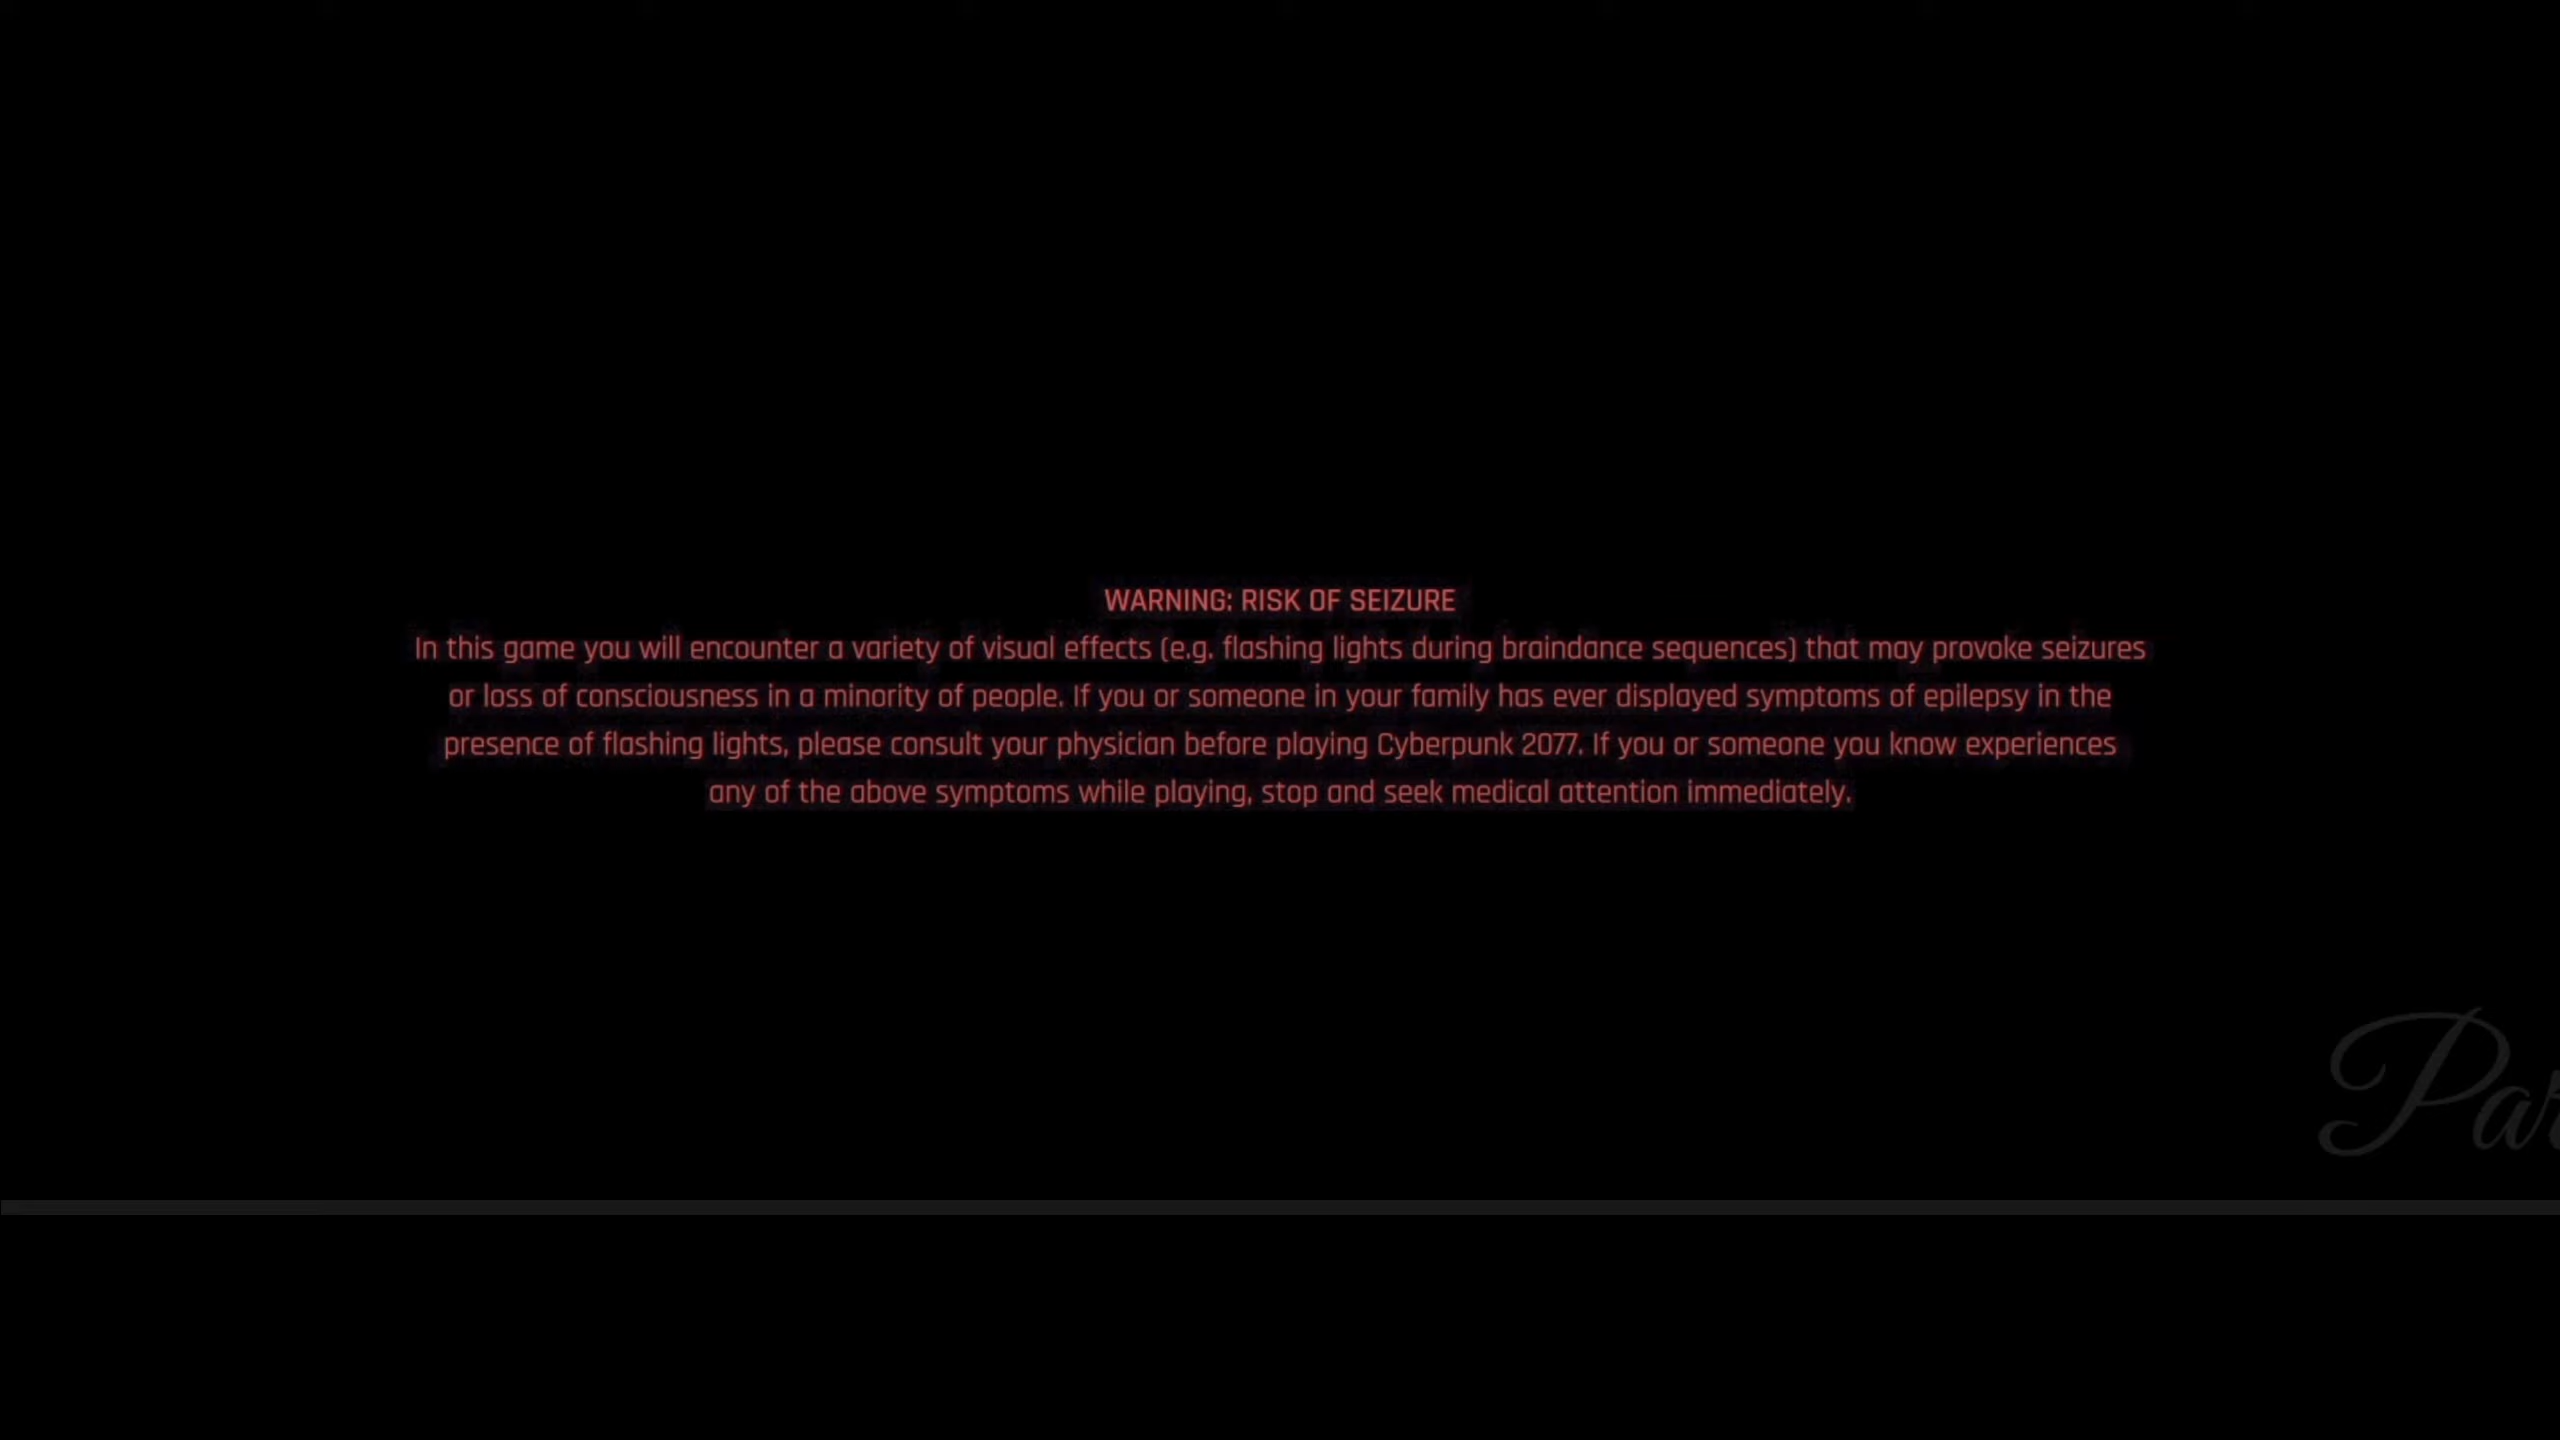 WARNING: RISK OF SEIZURE
In this game you will encounter a variety of visual effects (e.g. flashing lights during braindance sequences) that may provoke seizures
or loss of consciousness in a minority of people. If you or someone in your family has ever displayed symptoms of epilepsy in the
presence of flashing lights, please consult your physician before playing Cyberpunk 2077. If you or someone you know experiences
any of the above symptoms while playing, stop and seek medical attention immediately.